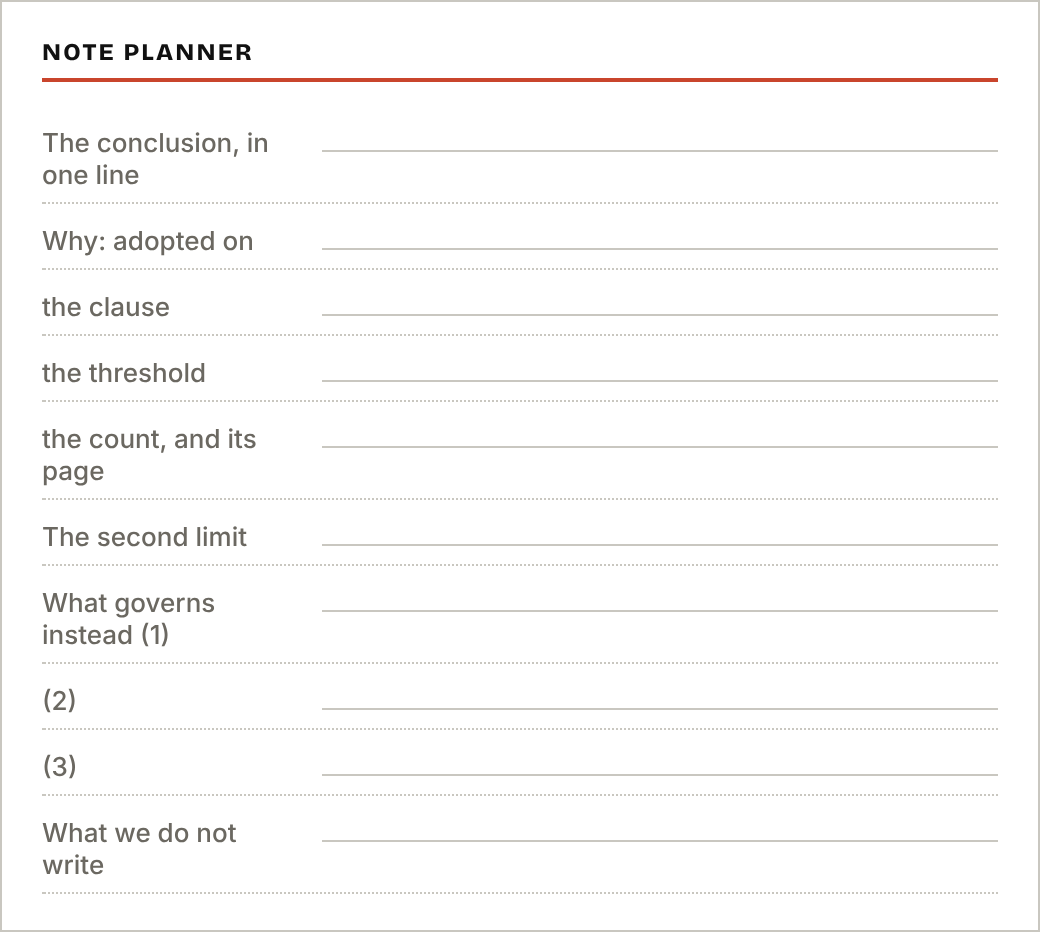 NOTE PLANNER
The conclusion, in
one line
Why: adopted on
the clause
the threshold
the count, and its
page
The second limit
What governs
instead (1)
(2)
(3)
What we do not
write